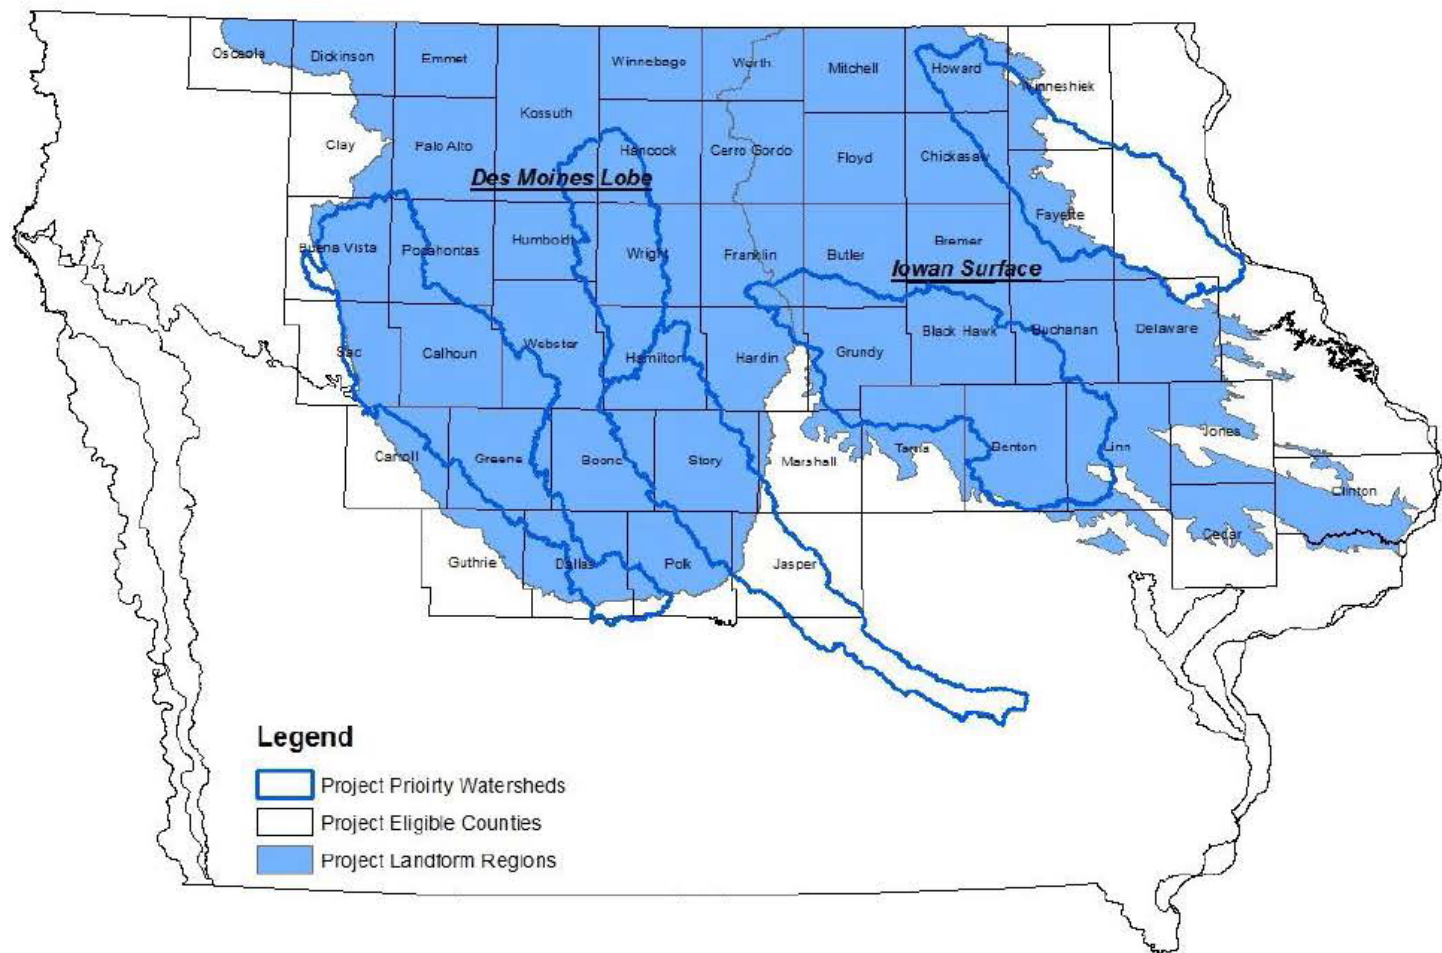 Osceola
Dickinson
Emmet
Winnebago
Worth
Mitchell
Howard
Winneshiek
Kossuth
Clay
Palo Alto
Hancock
Cerro Gordo
Floyd
Chickasaw
Des Moines Lobe
Fayette
Buena Vista
Pocahontas
Humboldt
Wright
Franklin
Butler
Bremer
Iowan Surface
Sac
Calhoun
Webster
Hamilton
Hardin
Grundy
Black Hawk
Buchanan
Delaware
Carroll
Greene
Boone
Story
Marshall
Tama
Benton
Linn
Jones
Clinton
Guthrie
Dallas
Polk
Jasper
Cedar
Legend
Project Prioirty Watersheds
Project Eligible Counties
Project Landform Regions